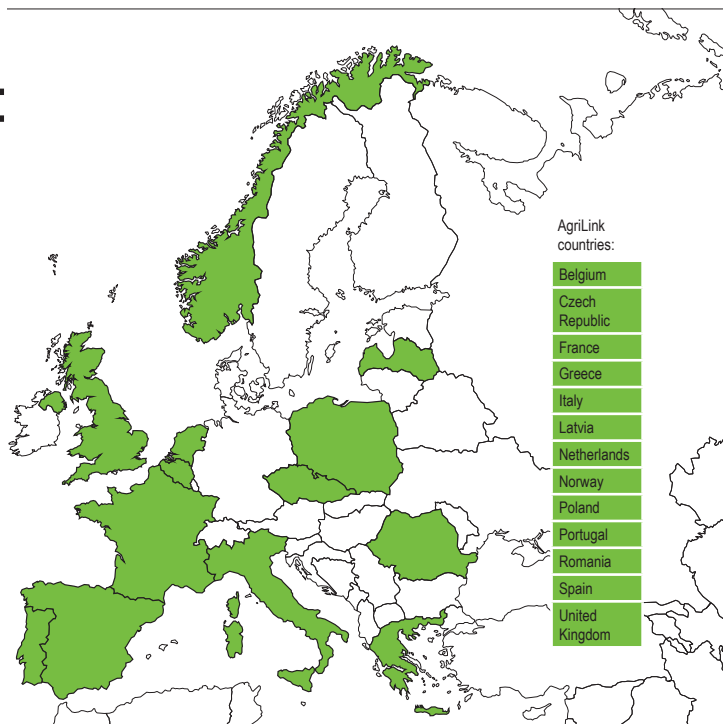 AgriLink
countries:
Belgium
Czech
Republic
France
Greece
Italy
Latvia
Netherlands
Norway
Poland
Portugal
Romania
Spain
United
Kingdom